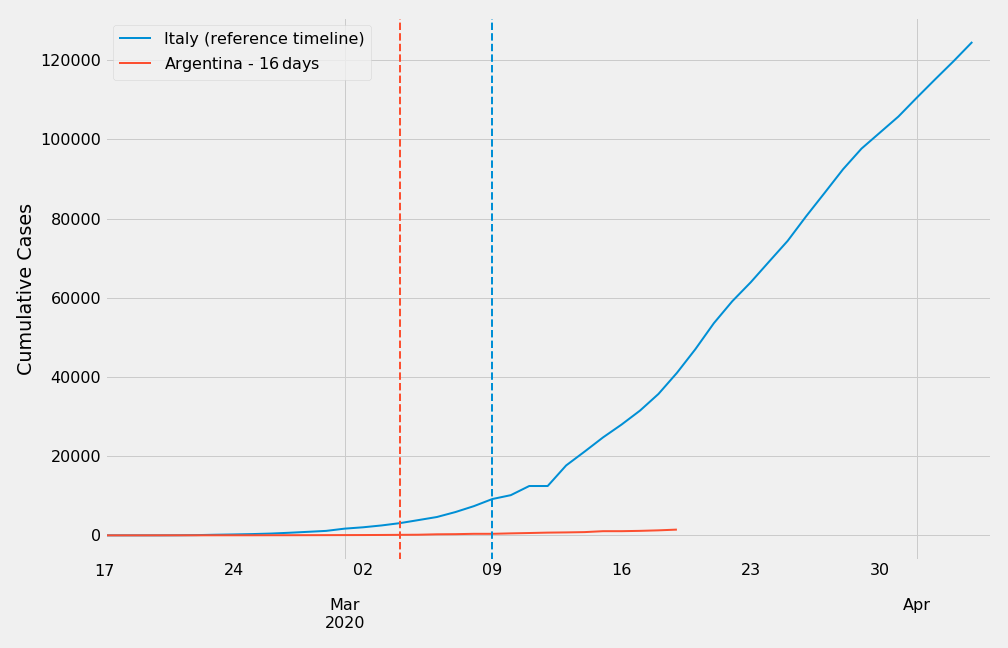 Italy (reference timeline)
Argentina - 16 days
Cumulative Cases
120000
100000
80000
60000
40000
20000
0
17 24 02 09 16 23 30
Mar Apr
2020